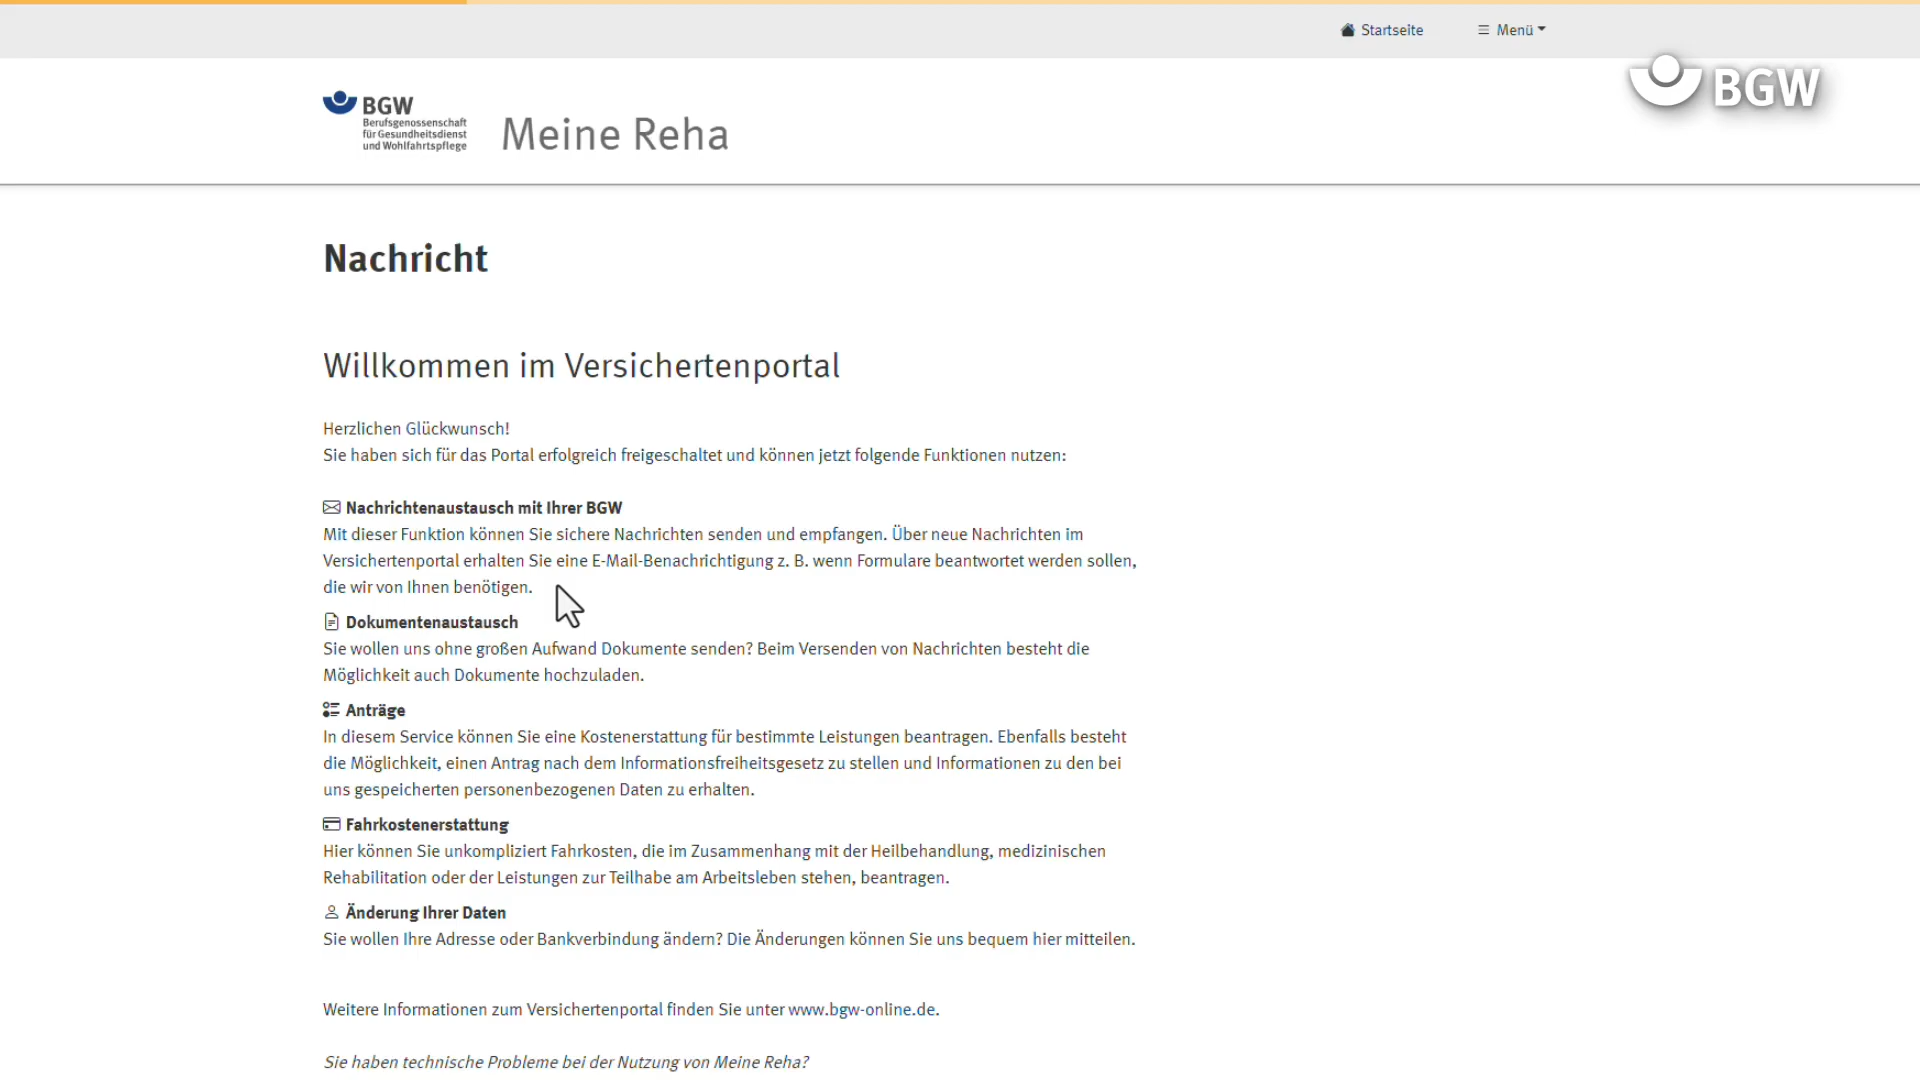 Startseite
Menü
BGW
BGW
Berufsgenossenschaft
für Gesundheitsdienst
und Wohlfahrtspflege
Meine Reha
Nachricht
Willkommen im Versichertenportal
Herzlichen Glückwunsch!
Sie haben sich für das Portal erfolgreich freigeschaltet und können jetzt folgende Funktionen nutzen:
Nachrichtenaustausch mit Ihrer BGW
Mit dieser Funktion können Sie sichere Nachrichten senden und empfangen. Über neue Nachrichten im
Versichertenportal erhalten Sie eine E-Mail-Benachrichtigung z. B. wenn Formulare beantwortet werden sollen,
die wir von Ihnen benötigen.
Dokumentenaustausch
Sie wollen uns ohne großen Aufwand Dokumente senden? Beim Versenden von Nachrichten besteht die
Möglichkeit auch Dokumente hochzuladen.
Anträge
In diesem Service können Sie eine Kostenerstattung für bestimmte Leistungen beantragen. Ebenfalls besteht
die Möglichkeit, einen Antrag nach dem Informationsfreiheitsgesetz zu stellen und Informationen zu den bei
uns gespeicherten personenbezogenen Daten zu erhalten.
Fahrkostenerstattung
Hier können Sie unkompliziert Fahrkosten, die im Zusammenhang mit der Heilbehandlung, medizinischen
Rehabilitation oder der Leistungen zur Teilhabe am Arbeitsleben stehen, beantragen.
Änderung Ihrer Daten
Sie wollen Ihre Adresse oder Bankverbindung ändern? Die Änderungen können Sie uns bequem hier mitteilen.
Weitere Informationen zum Versichertenportal finden Sie unter www.bgw-online.de.
Sie haben technische Probleme bei der Nutzung von Meine Reha?